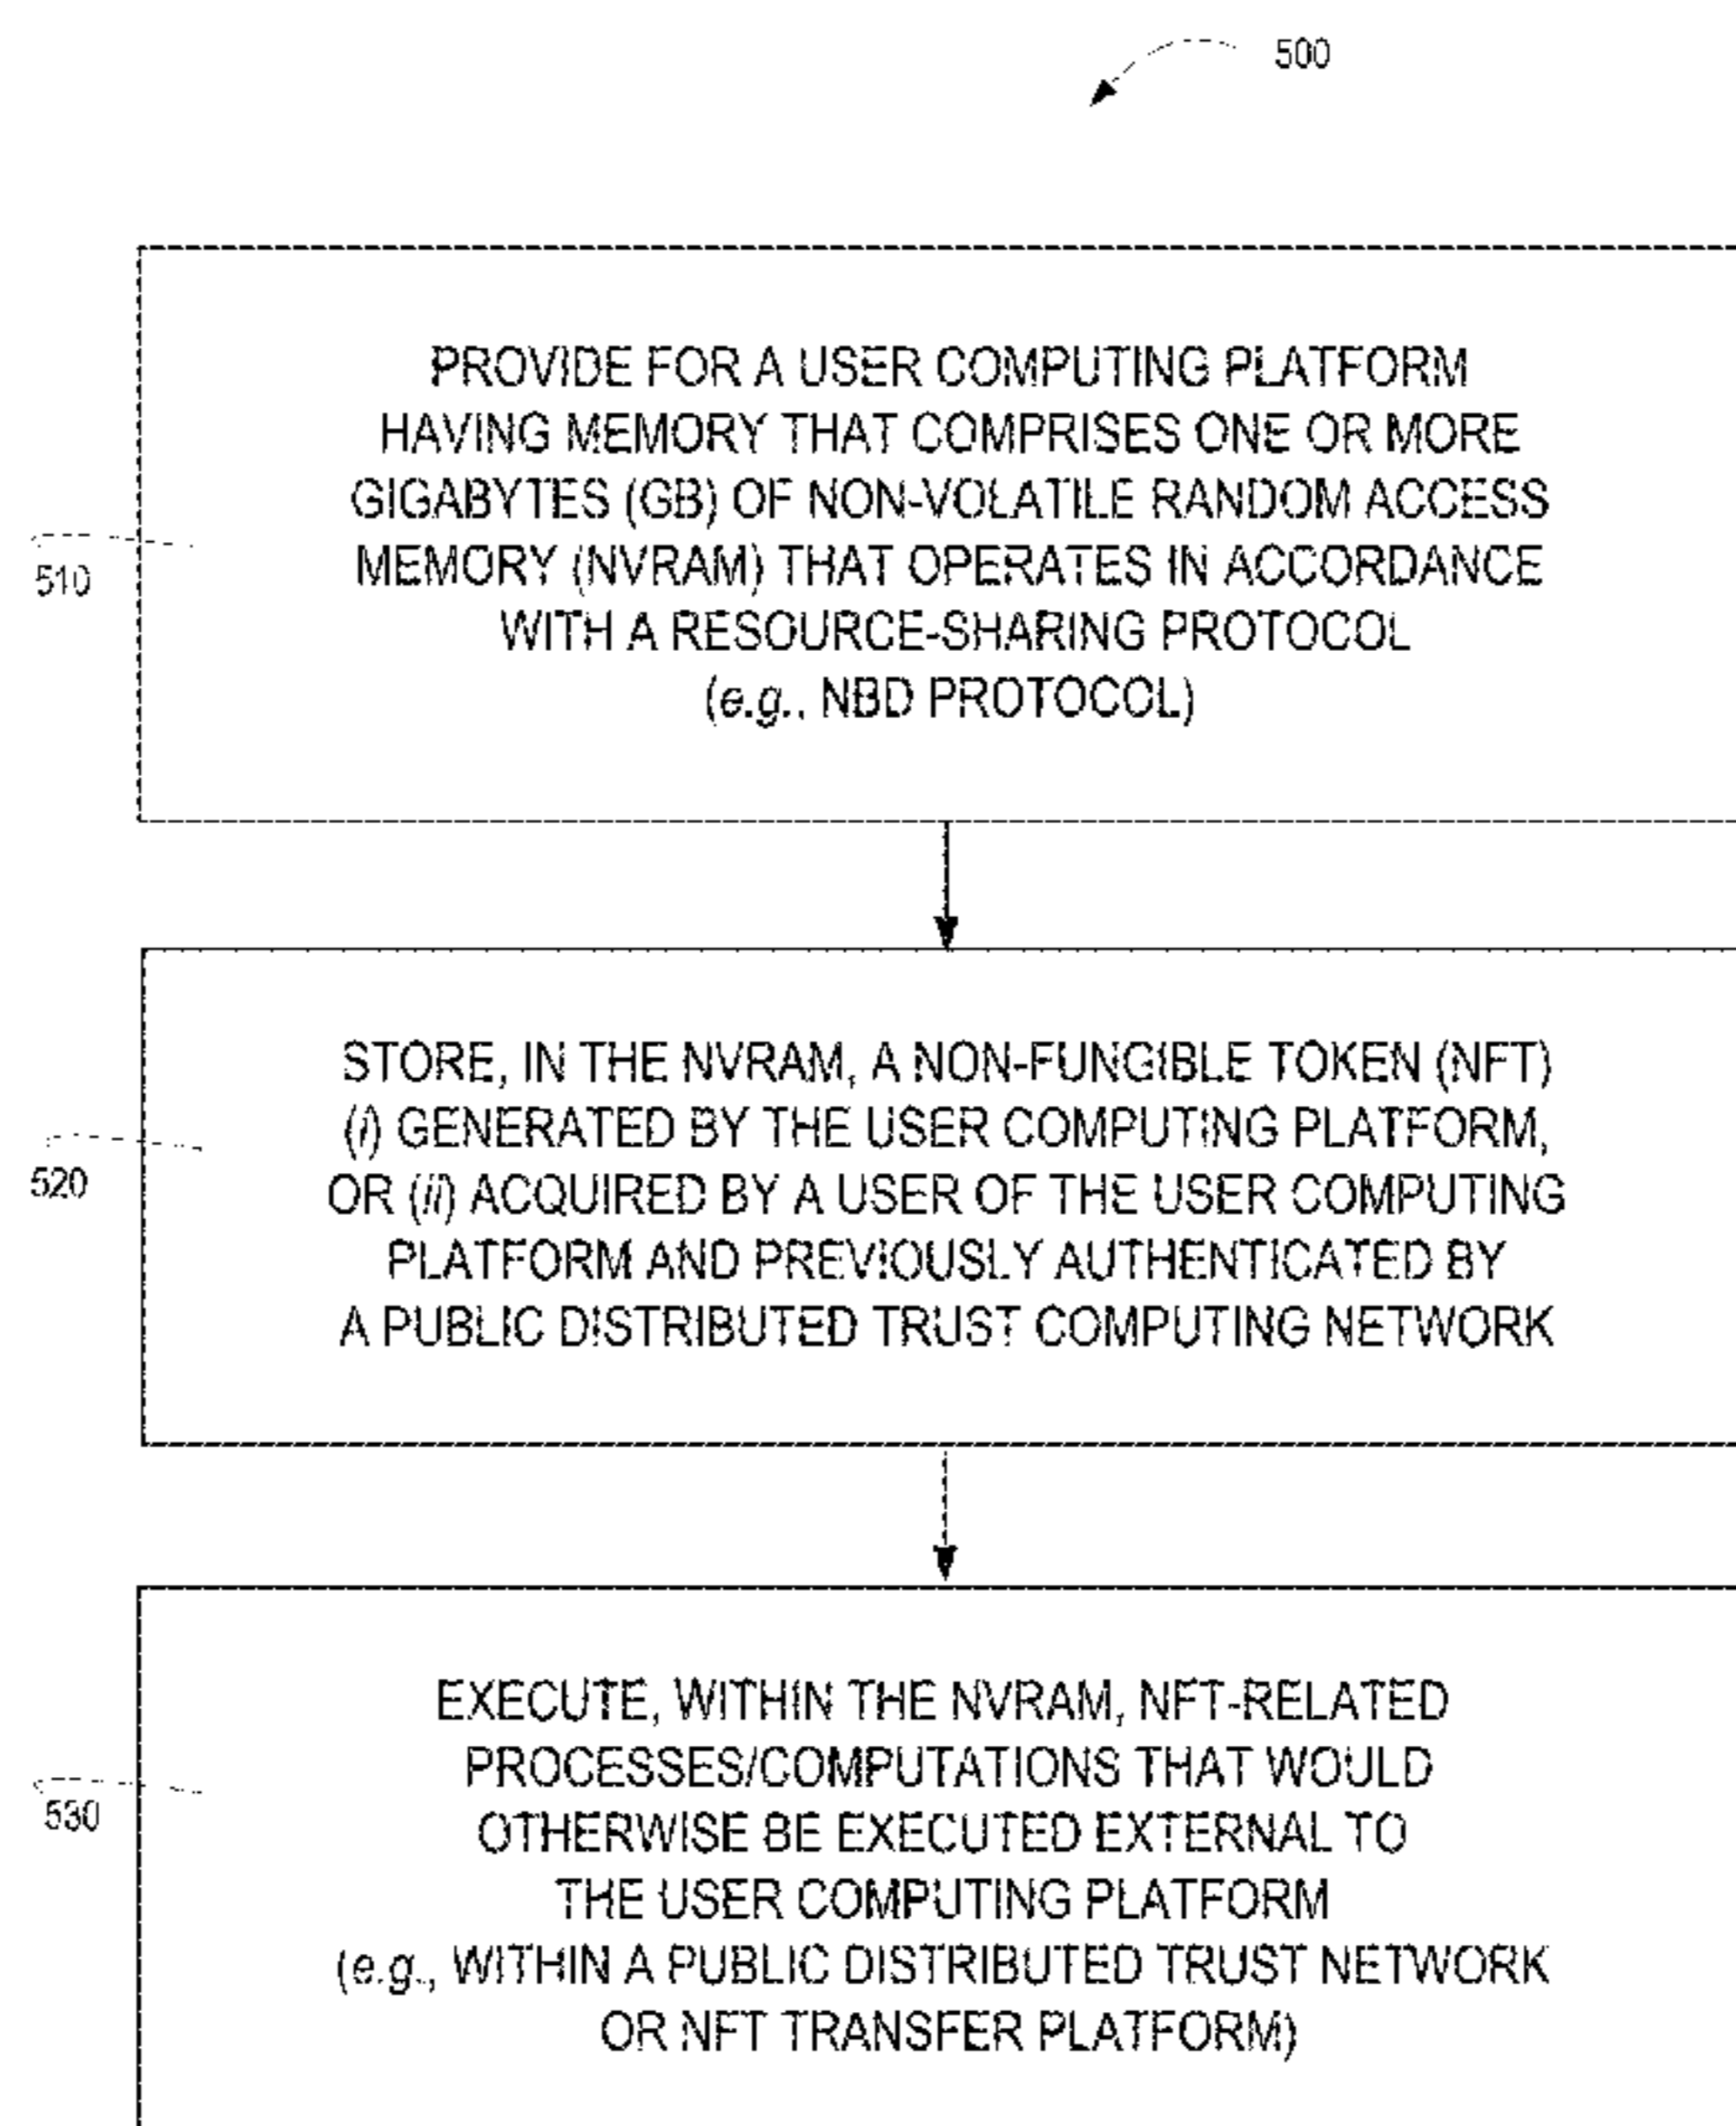 500
PROVIDE FOR A USER COMPUTING PLATFORM
HAVING MEMORY THAT COMPRISES ONE OR MORE
GIGABYTES (GB) OF NON-VOLATILE RANDOM ACCESS
MEMORY (NVRAM) THAT OPERATES IN ACCORDANCE
WITH A RESOURCE-SHARING PROTOCOL
(e.g., NBD PROTOCOL)
510
STORE, IN THE NVRAM, A NON-FUNGIBLE TOKEN (NFT)
(i) GENERATED BY THE USER COMPUTING PLATFORM,
OR (ii) ACQUIRED BY A USER OF THE USER COMPUTING
PLATFORM AND PREVIOUSLY AUTHENTICATED BY
A PUBLIC DISTRIBUTED TRUST COMPUTING NETWORK
520
EXECUTE, WITHIN THE NVRAM, NFT-RELATED
PROCESSES/COMPUTATIONS THAT WOULD
OTHERWISE BE EXECUTED EXTERNAL TO
THE USER COMPUTING PLATFORM
(e.g., WITHIN A PUBLIC DISTRIBUTED TRUST NETWORK
OR NFT TRANSFER PLATFORM)
530